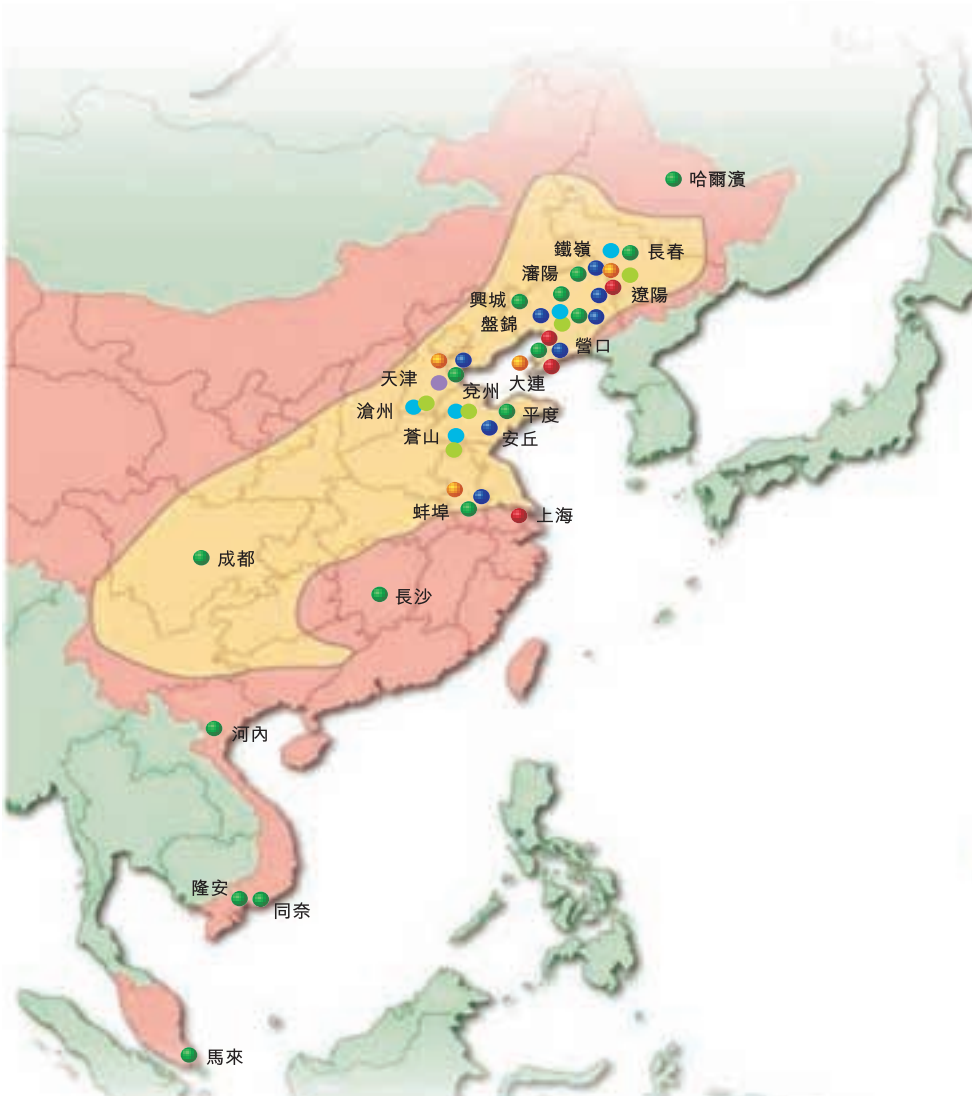 哈爾濱
鐵嶺
長春
瀋陽
遼陽
興城
盤錦
營口
天津
兗州
大連
滄州
平度
蒼山
安丘
蚌埠
上海
成都
長沙
河內
隆安
同奈
馬來